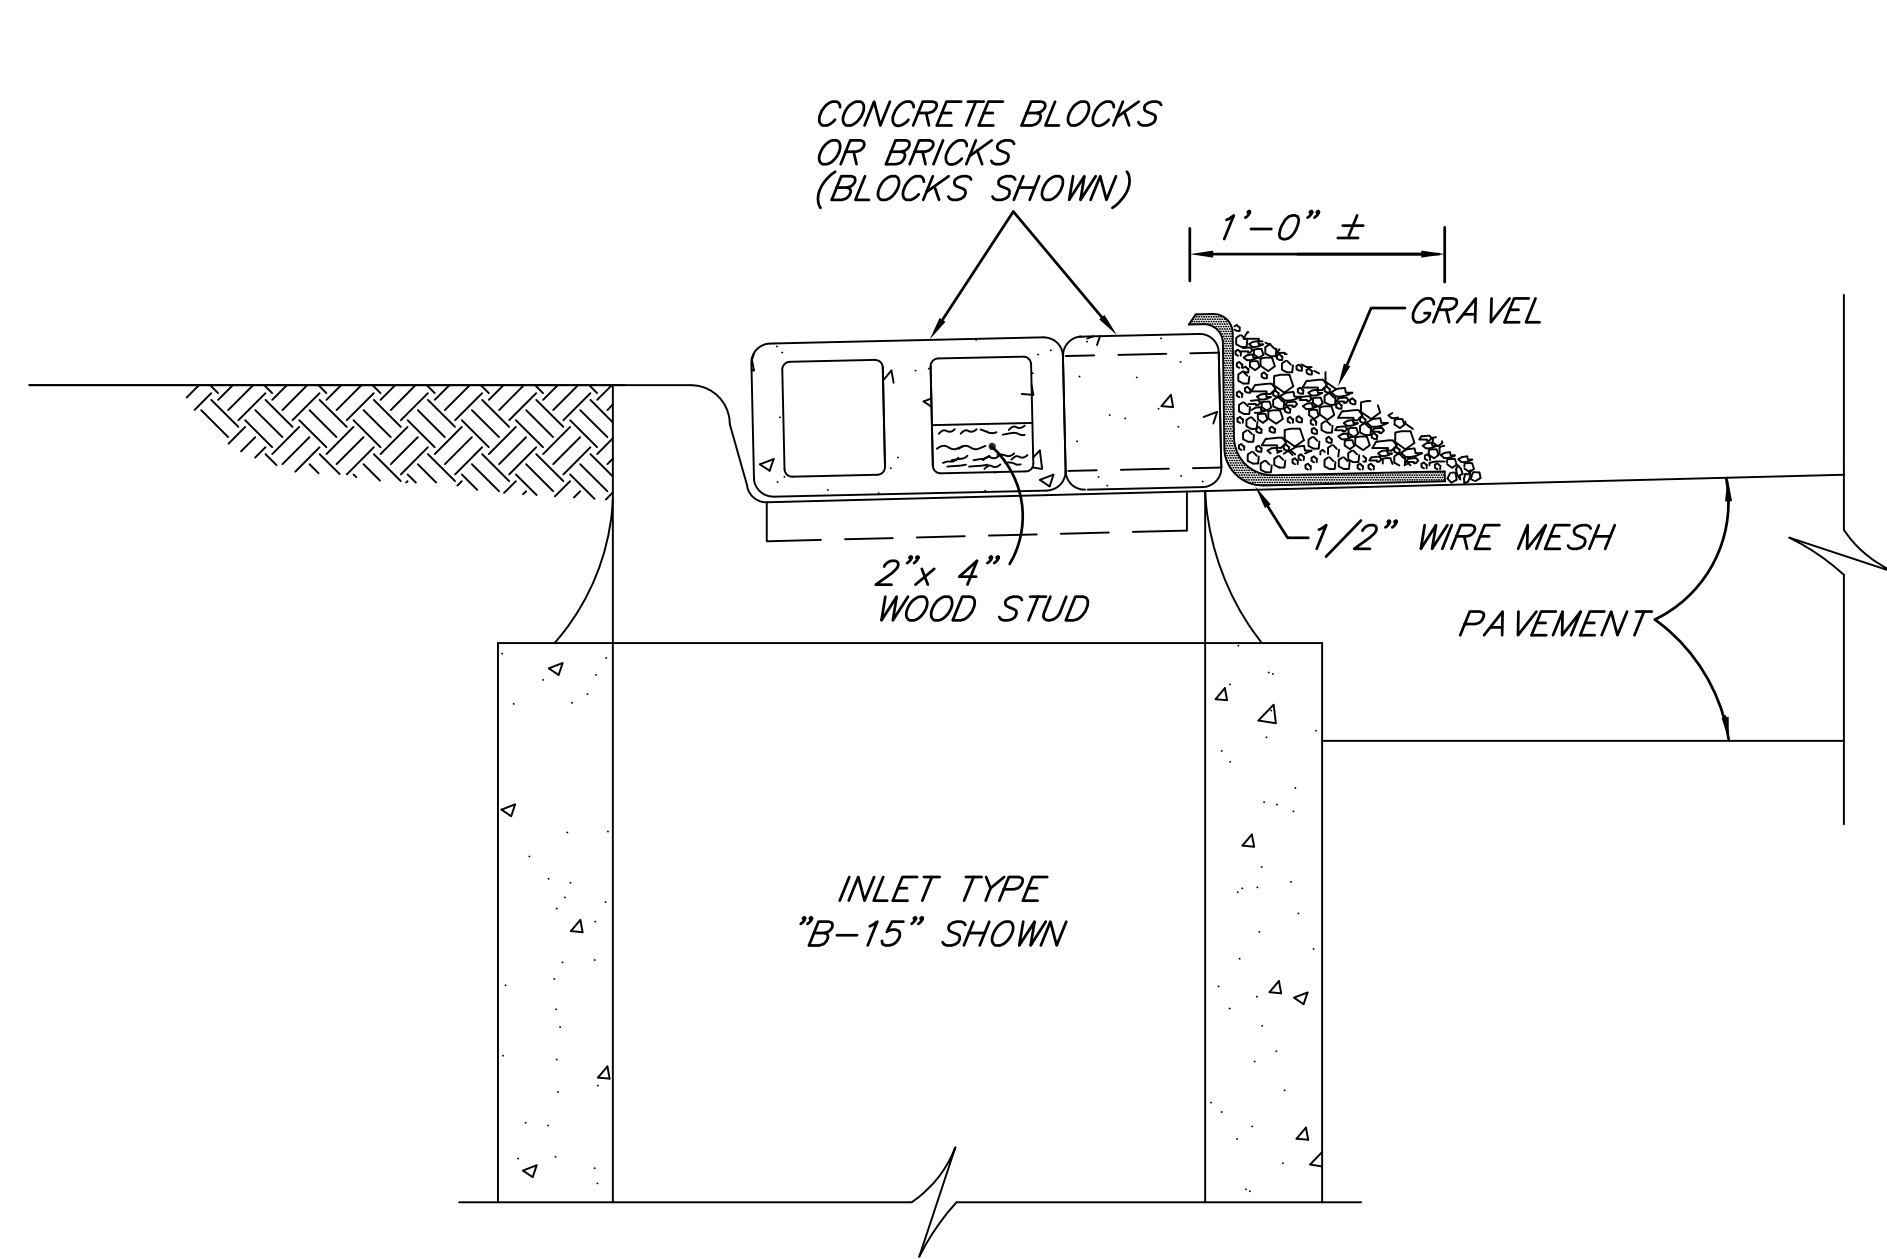 CONCRETE BLOCKS
OR BRICKS
(BLOCKS SHOWN)
1'-0" ±
GRAVEL
1/2" WIRE MESH
2"x 4"
WOOD STUD
PAVEMENT
INLET TYPE
"B-15" SHOWN